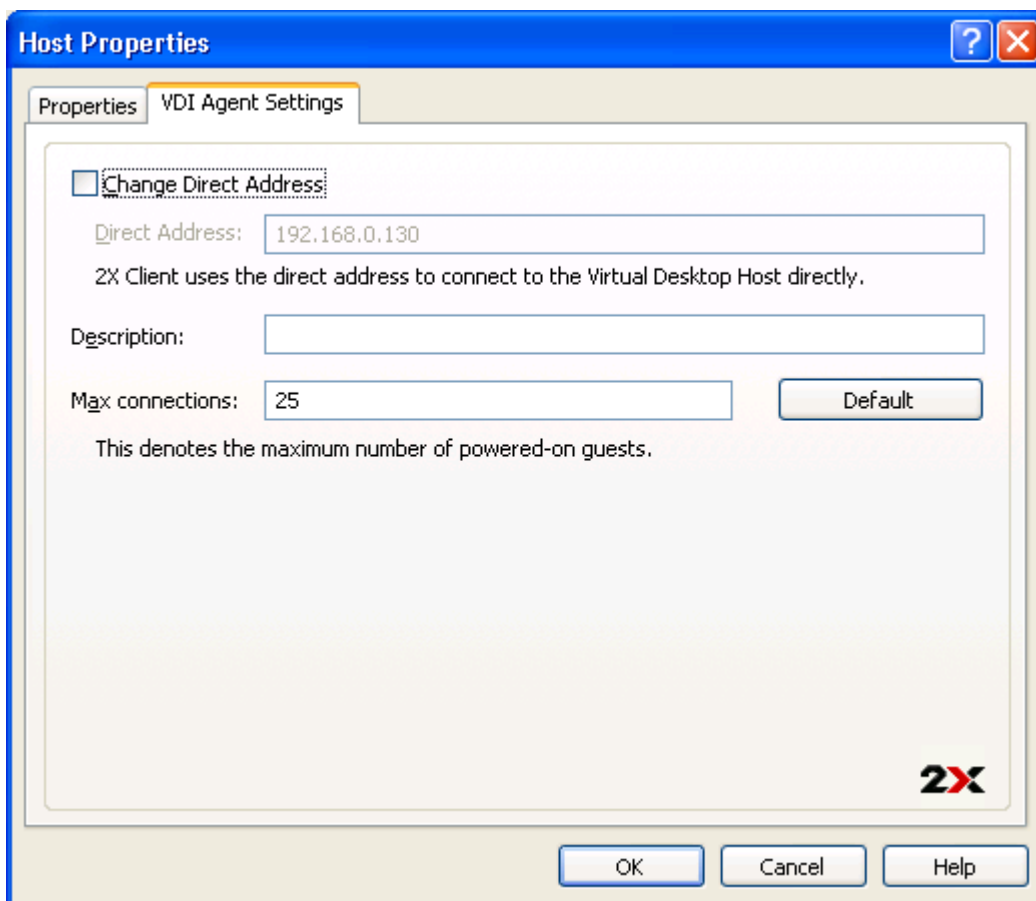 Host Properties
?
Properties
VDI Agent Settings
Change Direct Address
Direct Address: 192.168.0.130
2X Client uses the direct address to connect to the Virtual Desktop Host directly.
Description:
Max connections: 25 Default
This denotes the maximum number of powered-on guests.
2X
OK Cancel Help